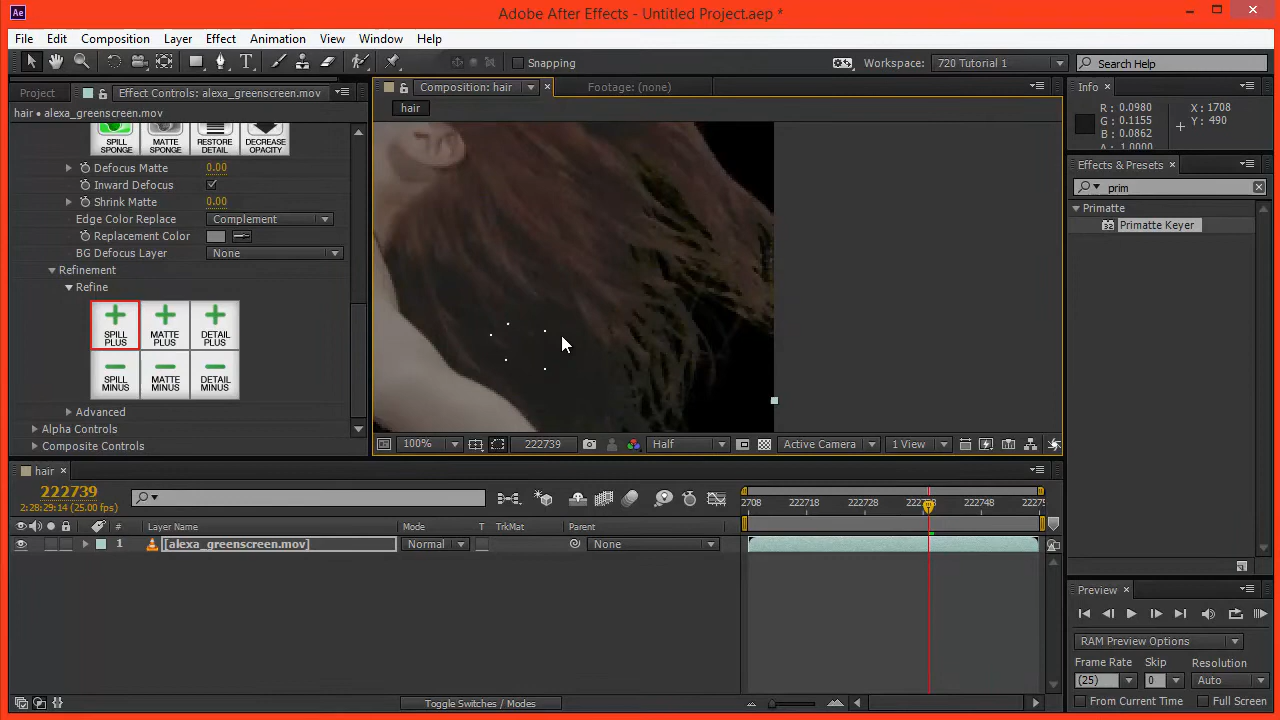 Adobe After Effects - Untitled Project.aep *
File Edit Composition Layer Effect Animation View Window Help
Snapping
Workspace: 720 Tutorial 1
Search Help
Project
Effect Controls: alexa_greenscreen.mov
Composition: hair
Footage: (none)
Info
hair • alexa_greenscreen.mov
hair
R : 0.0980
G : 0.1155
B : 0.0862
A : 1.0000
X : 1708
Y : 490
SPILL SPONGE
MATTE SPONGE
RESTORE DETAIL
DECREASE OPACITY
Defocus Matte 0.00
Inward Defocus
Shrink Matte 0.00
Edge Color Replace Complement
Replacement Color
BG Defocus Layer None
Refinement
Refine
SPILL PLUS
MATTE PLUS
DETAIL PLUS
SPILL MINUS
MATTE MINUS
DETAIL MINUS
Advanced
Alpha Controls
Composite Controls
Effects & Presets
prim
Primatte
32
Primatte Keyer
100%
222739
Half
Active Camera
1 View
hair
222739
2:28:29:14 (25.00 fps)
2708 222718 222728 222748
# Layer Name Mode T TrkMat Parent
1 [alexa_greenscreen.mov] Normal None
Toggle Switches / Modes
Preview
RAM Preview Options
Frame Rate Skip Resolution
(25) 0 Auto
From Current Time Full Screen